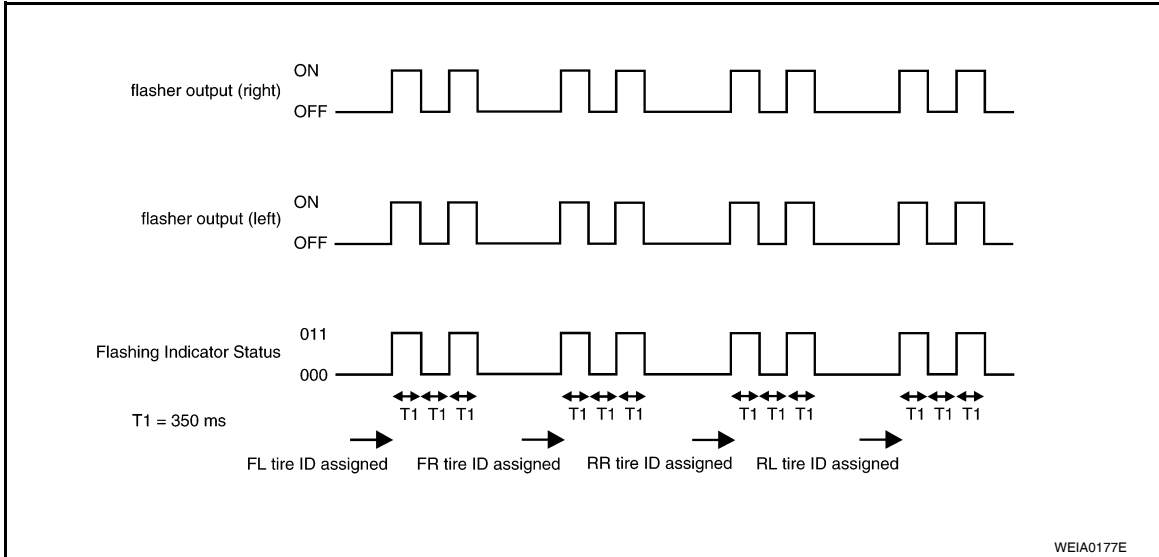 ON
flasher output (right)
OFF
ON
flasher output (left)
OFF
011
Flashing Indicator Status
000
T1 T1 T1 T1 T1 T1 T1 T1 T1 T1 T1 T1
T1 = 350 ms
FL tire ID assigned FR tire ID assigned RR tire ID assigned RL tire ID assigned
WEIA0177E